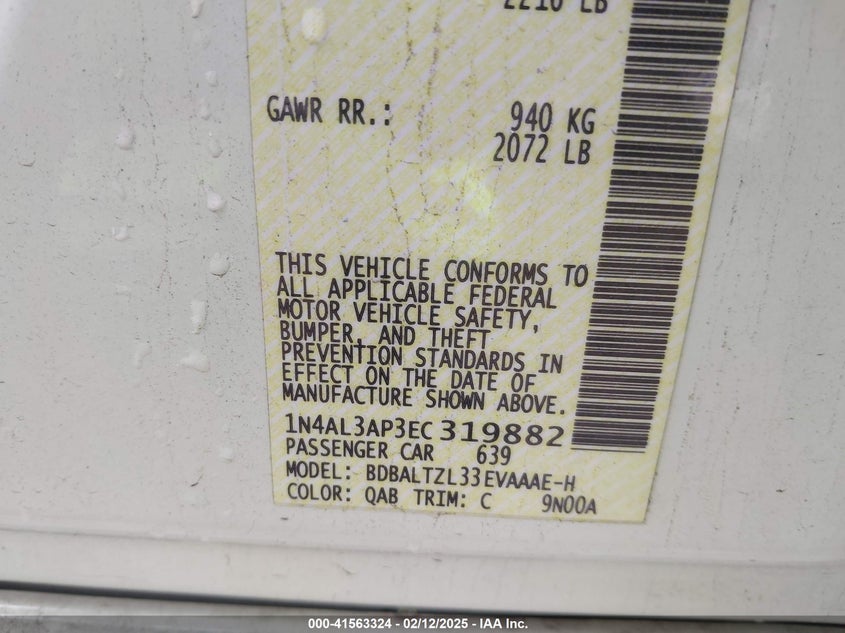 2210 LB
GAWR RR.: 940 KG
2072 LB
THIS VEHICLE CONFORMS TO
ALL APPLICABLE FEDERAL
MOTOR VEHICLE SAFETY,
BUMPER, AND THEFT
PREVENTION STANDARDS IN
EFFECT ON THE DATE OF
MANUFACTURE SHOWN ABOVE.
1N4AL3AP3EC319882
PASSENGER CAR 639
MODEL: BDBALTZL33EVAAAE-H
COLOR: QAB TRIM: C 9N00A
000-41563324 - 02/12/2025 - IAA Inc.